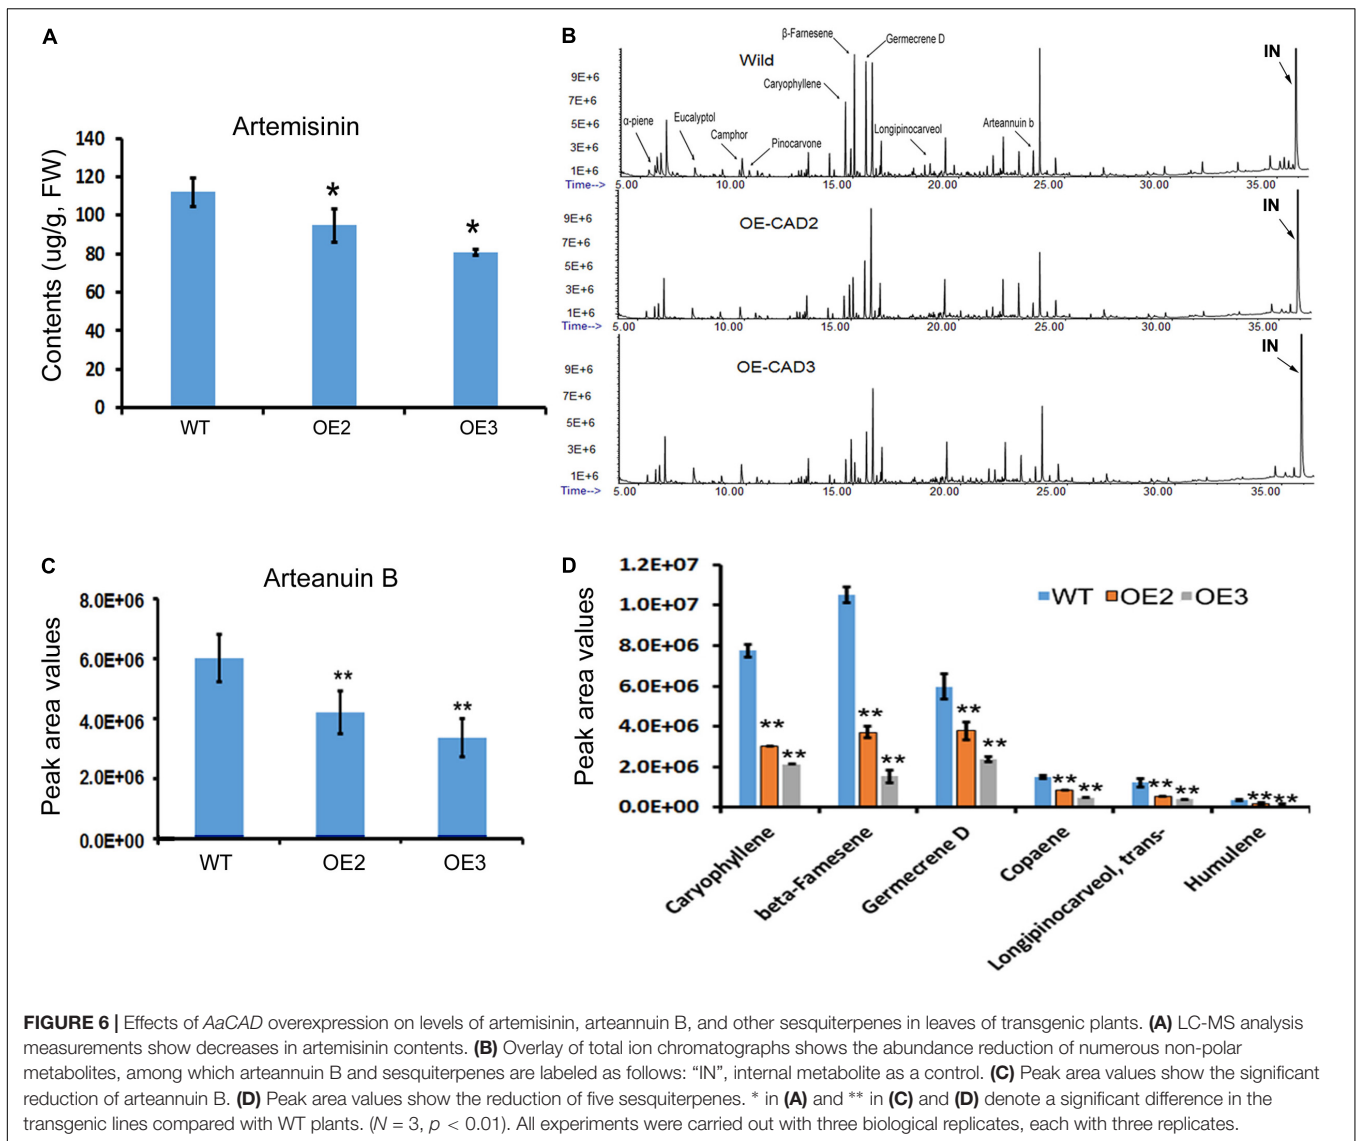 A
Artemisinin
Contents (ug/g, FW)
140
120
100
80
60
40
20
0
*
*
WT OE2 OE3
B
Wild
β-Famesene
Germecrene D
Caryophyllene
α-piene
Eucalyptol
Camphor
Pinocarvone
Longipinocarveol
Arteannuin b
IN
9E+6
7E+6
5E+6
3E+6
1E+6
Time-->
5.00 10.00 15.00 20.00 25.00 30.00 35.00
OE-CAD2
IN
9E+6
7E+6
5E+6
3E+6
1E+6
Time-->
5.00 10.00 15.00 20.00 25.00 30.00 35.00
OE-CAD3
IN
9E+6
7E+6
5E+6
3E+6
1E+6
Time-->
5.00 10.00 15.00 20.00 25.00 30.00 35.00
C
Arteanuin B
Peak area values
8.0E+06
6.0E+06
4.0E+06
2.0E+06
0.0E+00
**
**
WT OE2 OE3
D
Peak area values
1.2E+07
1.0E+07
8.0E+06
6.0E+06
4.0E+06
2.0E+06
0.0E+00
WT OE2 OE3
** ** ** ** ** ** ** ** ** ** ** **
Caryophyllene
beta-Famesene
Germecrene D
Copaene
Longipinocarveol, trans-
Humulene
FIGURE 6 | Effects of AaCAD overexpression on levels of artemisinin, arteannuin B, and other sesquiterpenes in leaves of transgenic plants. (A) LC-MS analysis
measurements show decreases in artemisinin contents. (B) Overlay of total ion chromatographs shows the abundance reduction of numerous non-polar
metabolites, among which arteannuin B and sesquiterpenes are labeled as follows: “IN”, internal metabolite as a control. (C) Peak area values show the significant
reduction of arteannuin B. (D) Peak area values show the reduction of five sesquiterpenes. * in (A) and ** in (C) and (D) denote a significant difference in the
transgenic lines compared with WT plants. (N = 3, p < 0.01). All experiments were carried out with three biological replicates, each with three replicates.